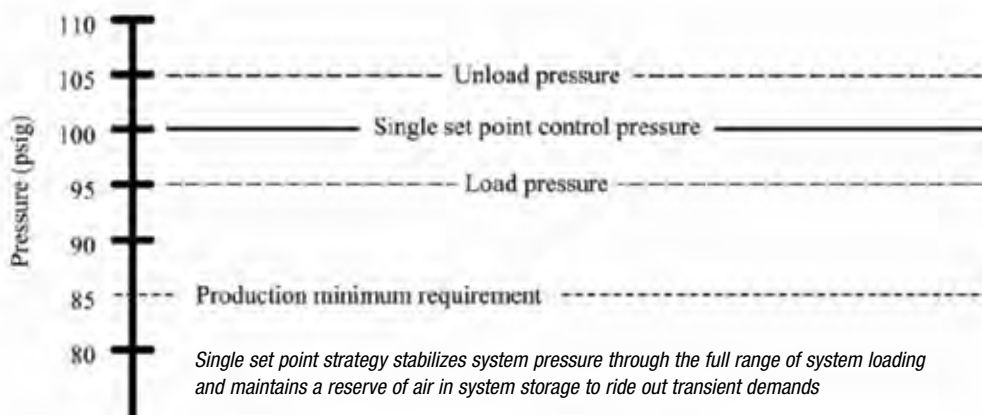 110
105
Unload pressure
100
Single set point control pressure
95
Load pressure
90
85
Production minimum requirement
80
Pressure (psig)
Single set point strategy stabilizes system pressure through the full range of system loading
and maintains a reserve of air in system storage to ride out transient demands